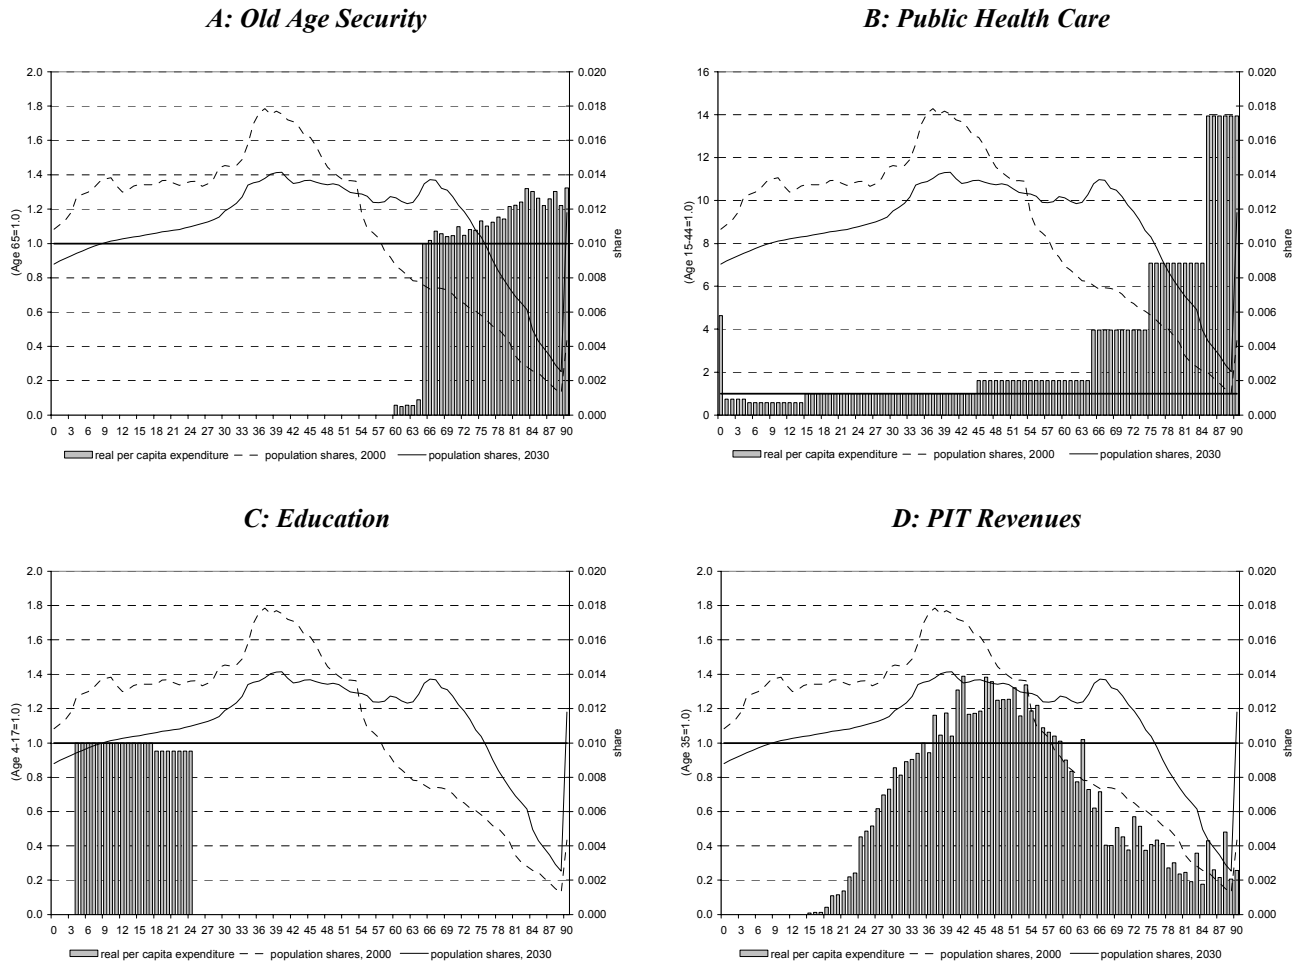 A: Old Age Security
B: Public Health Care
2.0 0.020
1.8 0.018
1.6 0.016
1.4 0.014
1.2 0.012
1.0 0.010
0.8 0.008
0.6 0.006
0.4 0.004
0.2 0.002
0.0 0.000
(Age 65=1.0)
share
0 3 6 9 12 15 18 21 24 27 30 33 36 39 42 45 48 51 54 57 60 63 66 69 72 75 78 81 84 87 90
real per capita expenditure population shares, 2000 population shares, 2030
16 0.020
14 0.018
12 0.016
10 0.014
8 0.012
6 0.010
4 0.008
2 0.006
0 0.004
0.002
0.000
(Age 15-44=1.0)
share
0 3 6 9 12 15 18 21 24 27 30 33 36 39 42 45 48 51 54 57 60 63 66 69 72 75 78 81 84 87 90
real per capita expenditure population shares, 2000 population shares, 2030
C: Education
D: PIT Revenues
2.0 0.020
1.8 0.018
1.6 0.016
1.4 0.014
1.2 0.012
1.0 0.010
0.8 0.008
0.6 0.006
0.4 0.004
0.2 0.002
0.0 0.000
(Age 4-17=1.0)
share
0 3 6 9 12 15 18 21 24 27 30 33 36 39 42 45 48 51 54 57 60 63 66 69 72 75 78 81 84 87 90
real per capita expenditure population shares, 2000 population shares, 2030
2.0 0.020
1.8 0.018
1.6 0.016
1.4 0.014
1.2 0.012
1.0 0.010
0.8 0.008
0.6 0.006
0.4 0.004
0.2 0.002
0.0 0.000
(Age 35=1.0)
share
0 3 6 9 12 15 18 21 24 27 30 33 36 39 42 45 48 51 54 57 60 63 66 69 72 75 78 81 84 87 90
real per capita expenditure population shares, 2000 population shares, 2030